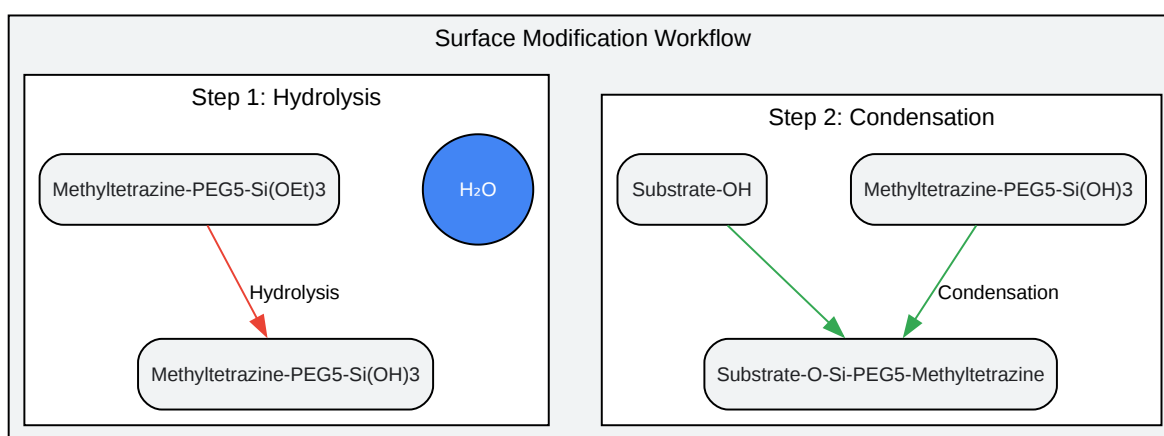 Surface Modification Workflow
Step 1: Hydrolysis
Methyltetrazine-PEG5-Si(OEt)3
H₂O
Hydrolysis
Methyltetrazine-PEG5-Si(OH)3
Step 2: Condensation
Substrate-OH
Methyltetrazine-PEG5-Si(OH)3
Condensation
Substrate-O-Si-PEG5-Methyltetrazine